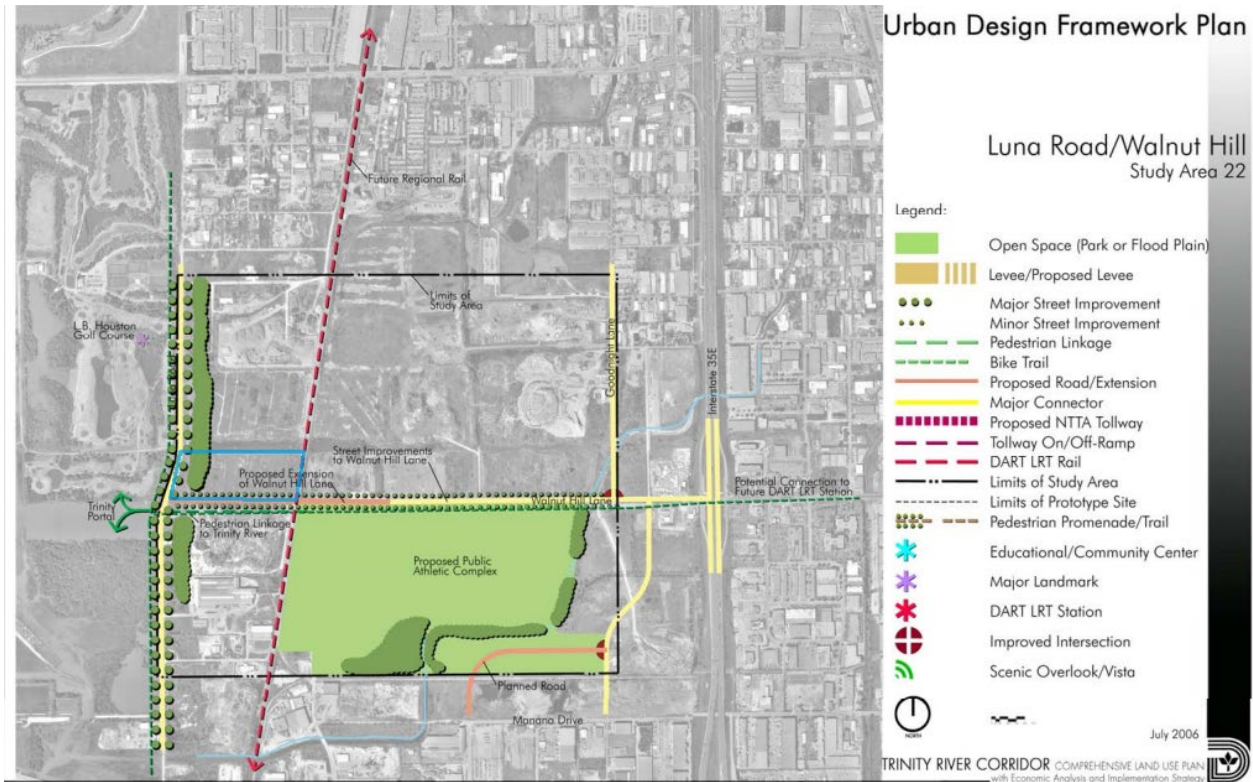 Urban Design Framework Plan
Luna Road/Walnut Hill
Study Area 22
Legend:
Open Space (Park or Flood Plain)
Levee/Proposed Levee
Major Street Improvement
Minor Street Improvement
Pedestrian Linkage
Bike Trail
Proposed Road/Extension
Major Connector
Proposed NTTA Tollway
Tollway On/Off-Ramp
DART LRT Rail
Limits of Study Area
Limits of Prototype Site
Pedestrian Promenade/Trail
Educational/Community Center
Major Landmark
DART LRT Station
Improved Intersection
Scenic Overlook/Vista
NORTH
July 2006
TRINITY RIVER CORRIDOR COMPREHENSIVE LAND USE PLAN
with Economic Analysis and Implementation Strategy
Future Regional Rail
Limits of
Study Area
L.B. Houston
Golf Course
Goodnight Lane
Interstate 35E
Street Improvements
to Walnut Hill Lane
Proposed Extension
of Walnut Hill Lane
Walnut Hill Lane
Potential Connection to
Future DART LRT Station
Trinity
Portal
Pedestrian Linkage
to Trinity River
Proposed Public
Athletic Complex
Planned Road
Manana Drive